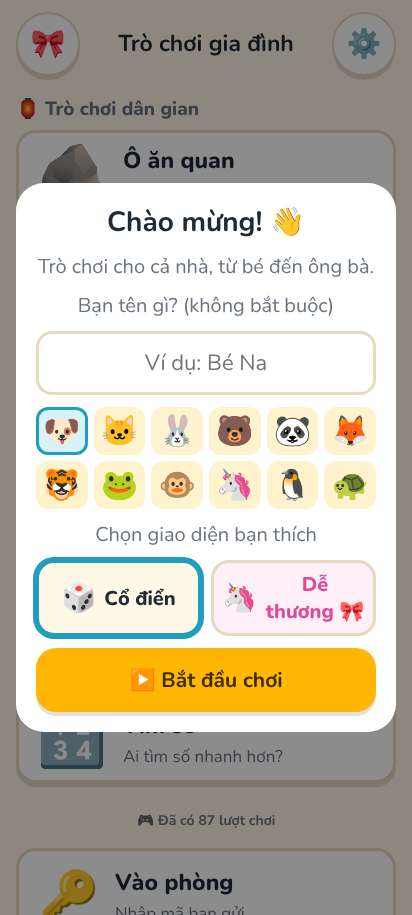 Trò chơi gia đình
Trò chơi dân gian
Ô ăn quan
Chào mừng! 👋
Trò chơi cho cả nhà, từ bé đến ông bà.
Bạn tên gì? (không bắt buộc)
Ví dụ: Bé Na
Chọn giao diện bạn thích
Cổ điển
Dễ
thương 🎀
Bắt đầu chơi
3 4
Ai tìm số nhanh hơn?
🎮 Đã có 87 lượt chơi
Vào phòng
Nhập mã bạn gửi